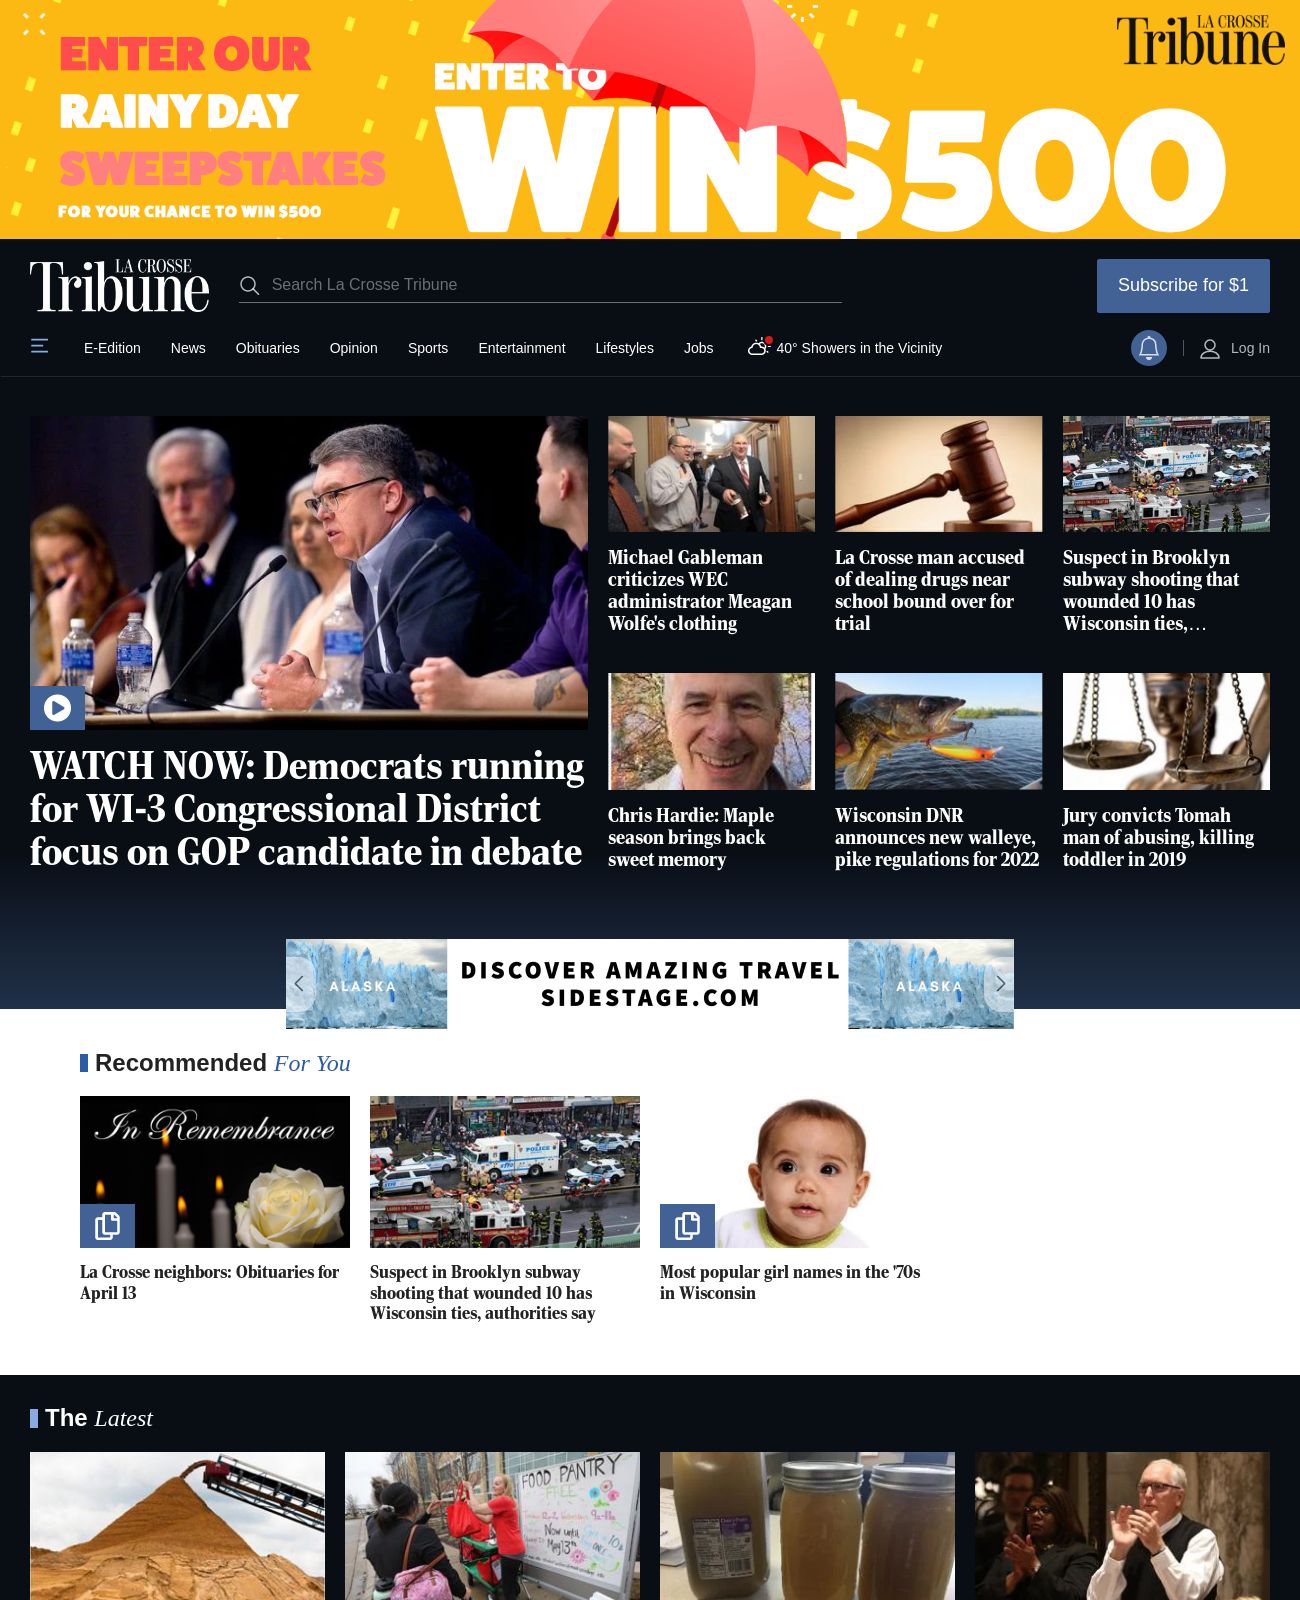 ENTER OUR
RAINY DAY
SWEEPSTAKES
FOR YOUR CHANCE TO WIN $500
ENTER TO
WIN $500
LA CROSSE
Tribune
LA CROSSE
Tribune
Search La Crosse Tribune
Subscribe for $1
E-Edition News Obituaries Opinion Sports Entertainment Lifestyles Jobs 40° Showers in the Vicinity Log In
WATCH NOW: Democrats running
for WI-3 Congressional District
focus on GOP candidate in debate
Michael Gableman
criticizes WEC
administrator Meagan
Wolfe's clothing
La Crosse man accused
of dealing drugs near
school bound over for
trial
POLICE
Suspect in Brooklyn
subway shooting that
wounded 10 has
Wisconsin ties,…
Chris Hardie: Maple
season brings back
sweet memory
Wisconsin DNR
announces new walleye,
pike regulations for 2022
Jury convicts Tomah
man of abusing, killing
toddler in 2019
ALASKA
DISCOVER AMAZING TRAVEL
SIDESTAGE.COM
ALASKA
Recommended For You
In Remembrance
La Crosse neighbors: Obituaries for
April 13
POLICE
Suspect in Brooklyn subway
shooting that wounded 10 has
Wisconsin ties, authorities say
Most popular girl names in the '70s
in Wisconsin
The Latest
FOOD PANTRY
FREE
Now until
May 13th